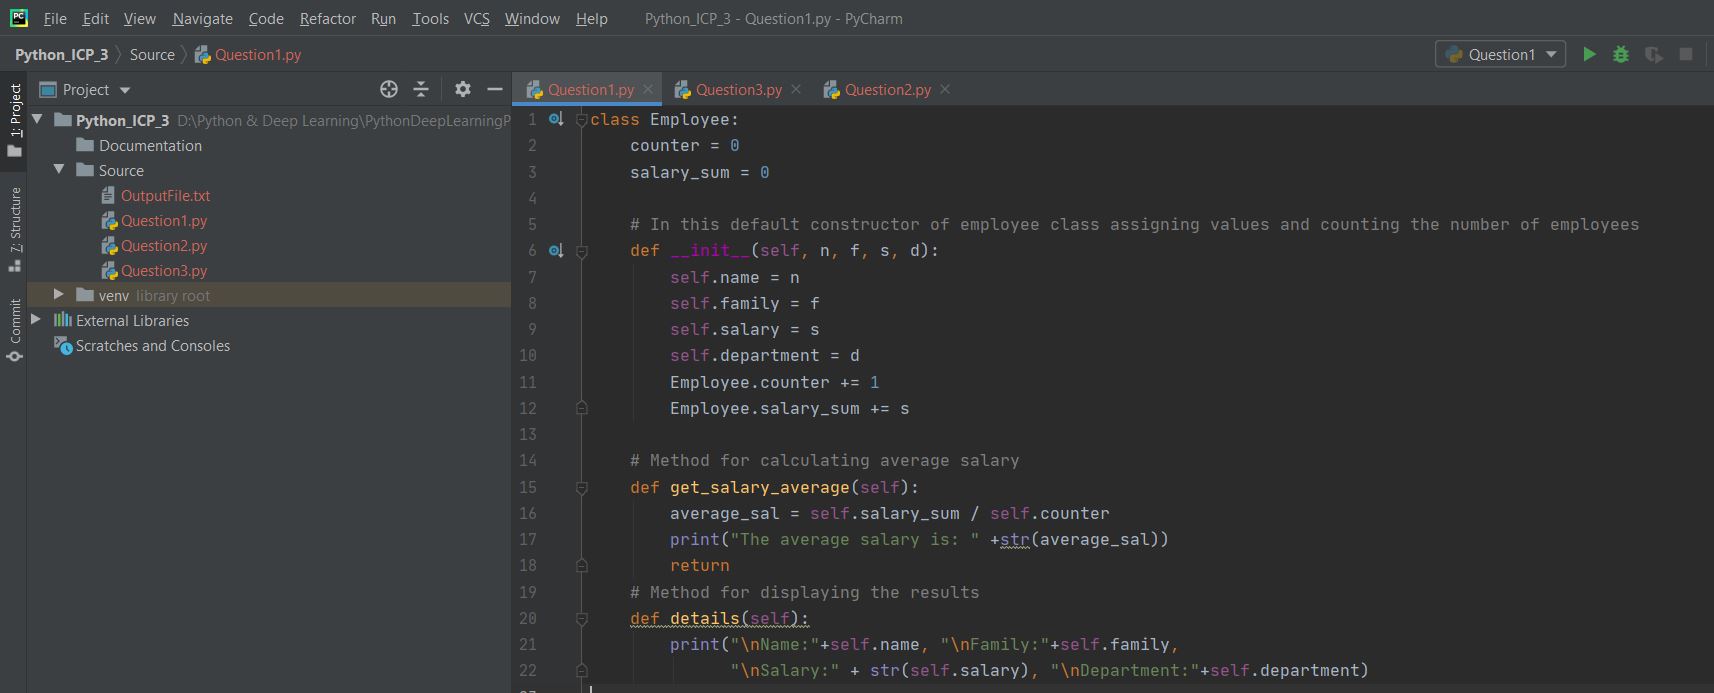 PC File Edit View Navigate Code Refactor Run Tools VCS Window Help Python_ICP_3 - Question1.py - PyCharm
Python_ICP_3 Source Question1.py Question1
1: Project
Project
Python_ICP_3 D:\Python & Deep Learning\PythonDeepLearningP
Documentation
Source
OutputFile.txt
Question1.py
Question2.py
Question3.py
venv library root
External Libraries
Scratches and Consoles
7: Structure
Commit
Question1.py Question3.py Question2.py
1 class Employee:
2 counter = 0
3 salary_sum = 0
4
5 # In this default constructor of employee class assigning values and counting the number of employees
6 def __init__(self, n, f, s, d):
7 self.name = n
8 self.family = f
9 self.salary = s
10 self.department = d
11 Employee.counter += 1
12 Employee.salary_sum += s
13
14 # Method for calculating average salary
15 def get_salary_average(self):
16 average_sal = self.salary_sum / self.counter
17 print("The average salary is: " +str(average_sal))
18 return
19 # Method for displaying the results
20 def details(self):
21 print("\nName:"+self.name, "\nFamily:"+self.family,
22 "\nSalary:" + str(self.salary), "\nDepartment:"+self.department)